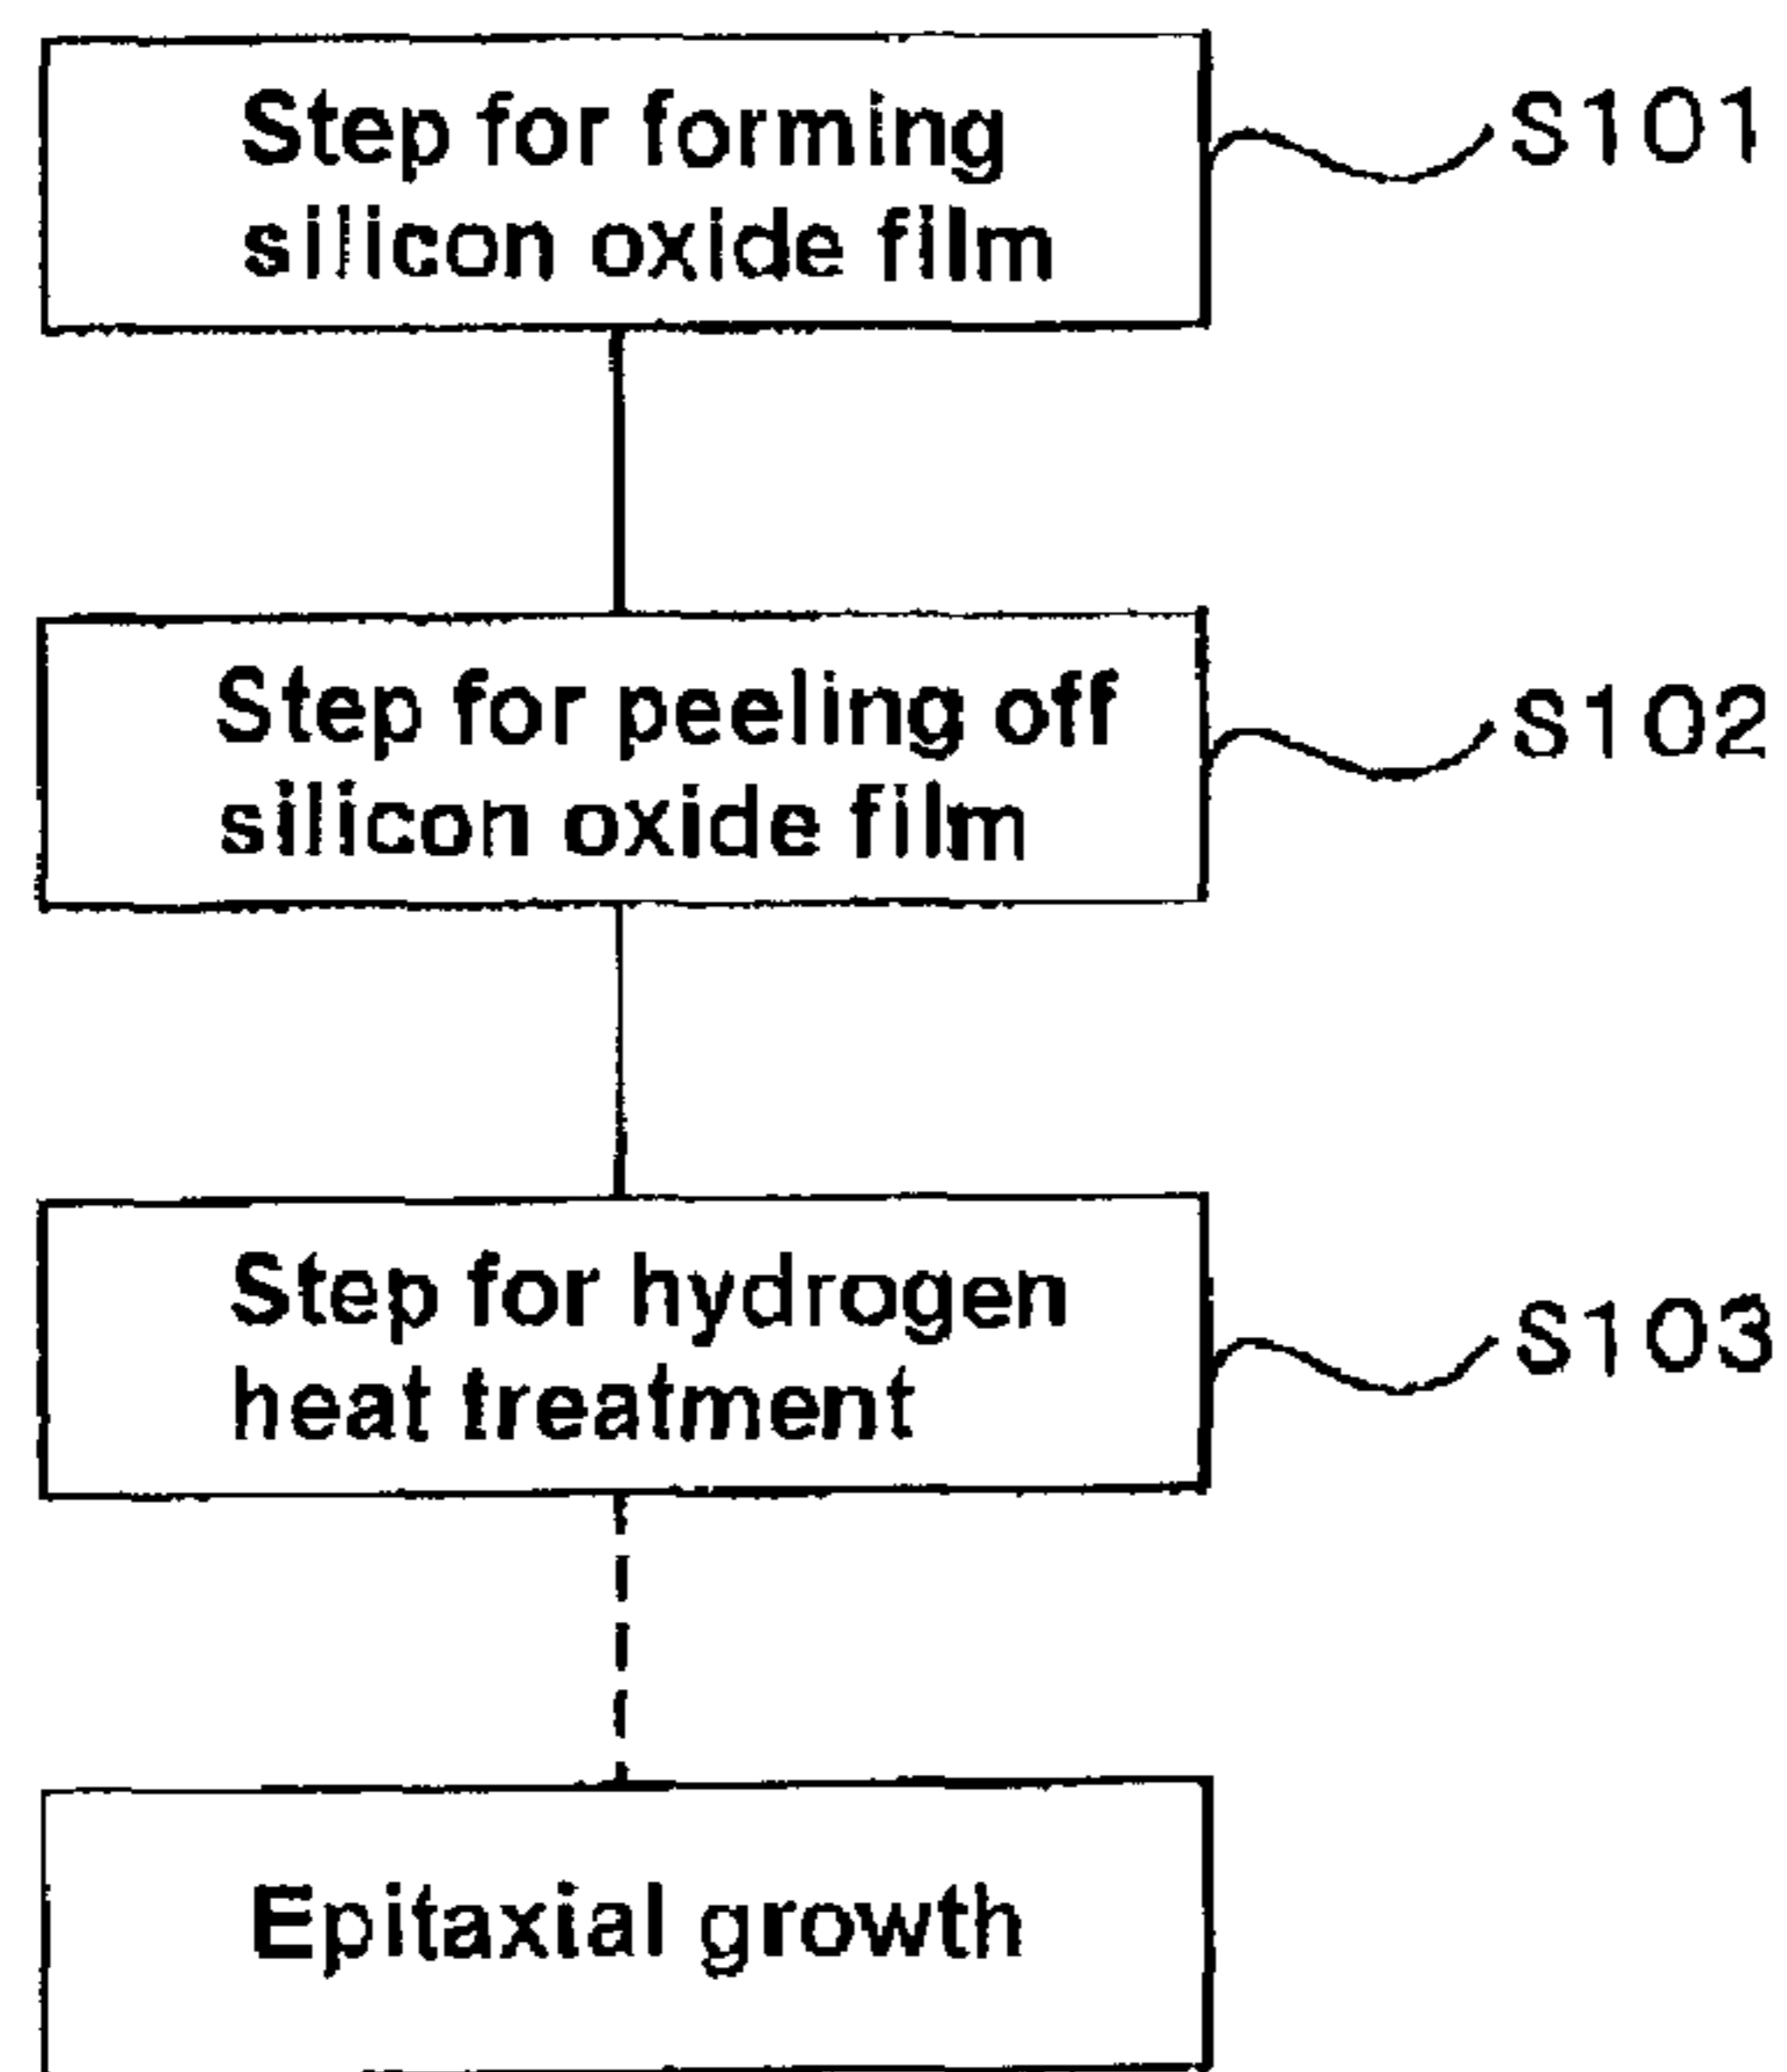 Step for forming
silicon oxide film
S101
Step for peeling off
silicon oxide film
S102
Step for hydrogen
heat treatment
S103
Epitaxial growth